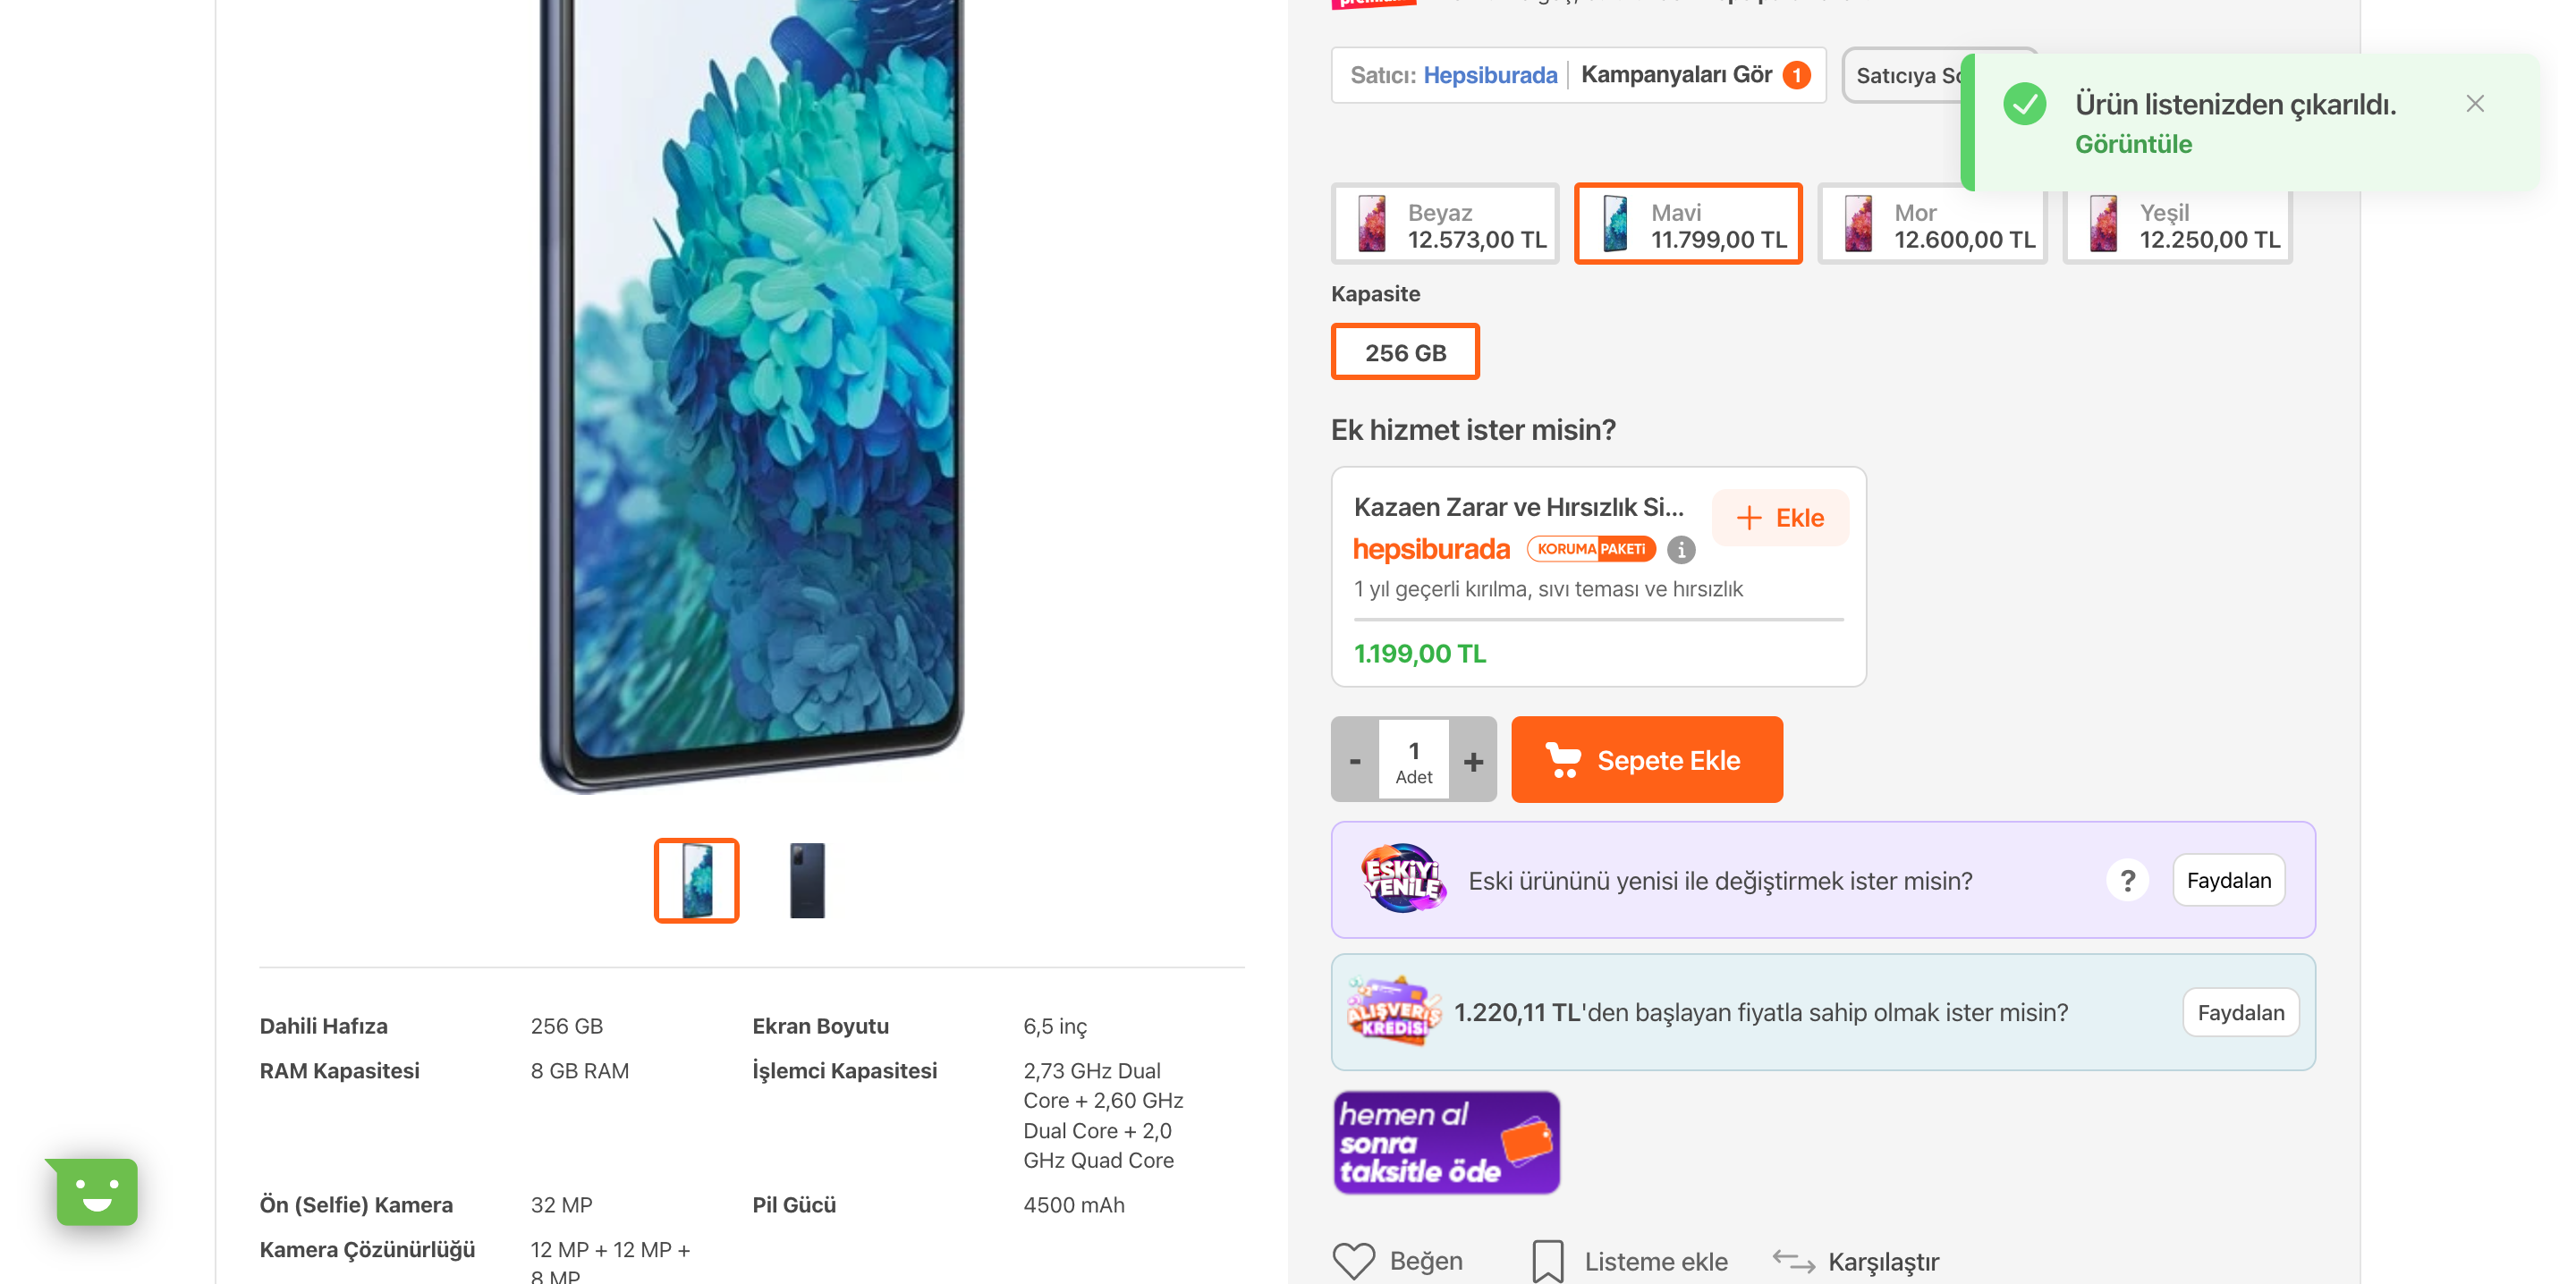 Satıcı: Hepsiburada | Kampanyaları Gör 1
Satıcıya
Ürün listenizden çıkarıldı.
Görüntüle
Beyaz
12.573,00 TL
Mavi
11.799,00 TL
Mor
12.600,00 TL
Yeşil
12.250,00 TL
Kapasite
256 GB
Ek hizmet ister misin?
Kazaen Zarar ve Hırsızlık Si...
+ Ekle
hepsiburada KORUMA PAKETİ i
1 yıl geçerli kırılma, sıvı teması ve hırsızlık
1.199,00 TL
- 1 +
Adet
Sepete Ekle
ESKİYİ
YENİLE
Eski ürününü yenisi ile değiştirmek ister misin?
?
Faydalan
ALIŞVERİŞ
KREDİSİ
1.220,11 TL'den başlayan fiyatla sahip olmak ister misin?
Faydalan
hemen al
sonra
taksitle öde
Beğen
Listeme ekle
Karşılaştır
Dahili Hafıza 256 GB
Ekran Boyutu 6,5 inç
RAM Kapasitesi 8 GB RAM
İşlemci Kapasitesi 2,73 GHz Dual
Core + 2,60 GHz
Dual Core + 2,0
GHz Quad Core
Ön (Selfie) Kamera 32 MP
Pil Gücü 4500 mAh
Kamera Çözünürlüğü 12 MP + 12 MP +
8 MP